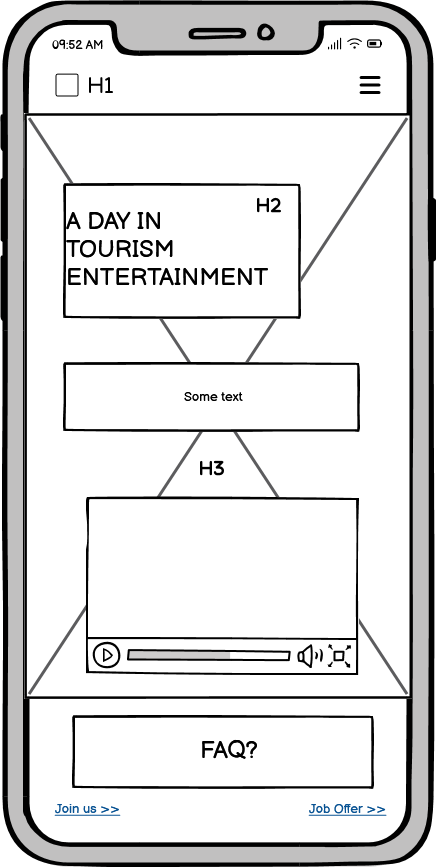 09:52 AM
H1
H2
A DAY IN
TOURISM
ENTERTAINMENT
Some text
H3
FAQ?
Join us >>
Job Offer >>